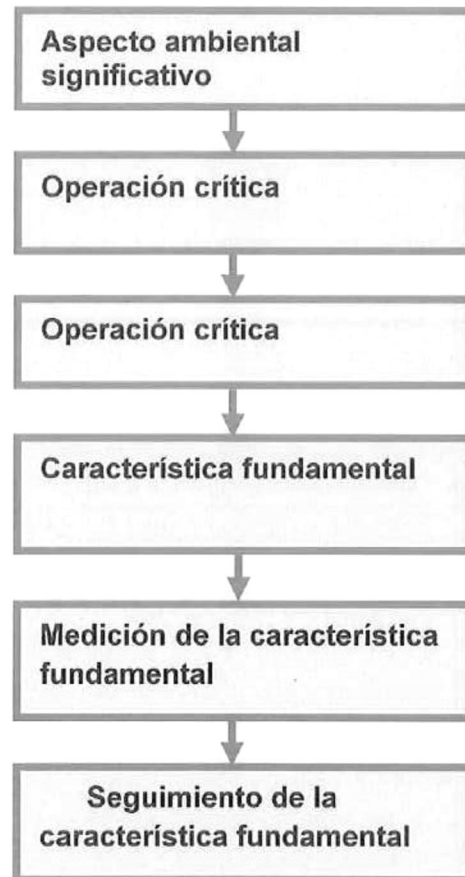 Aspecto ambiental
significativo
Operación crítica
Operación crítica
Característica fundamental
Medición de la característica
fundamental
Seguimiento de la
característica fundamental